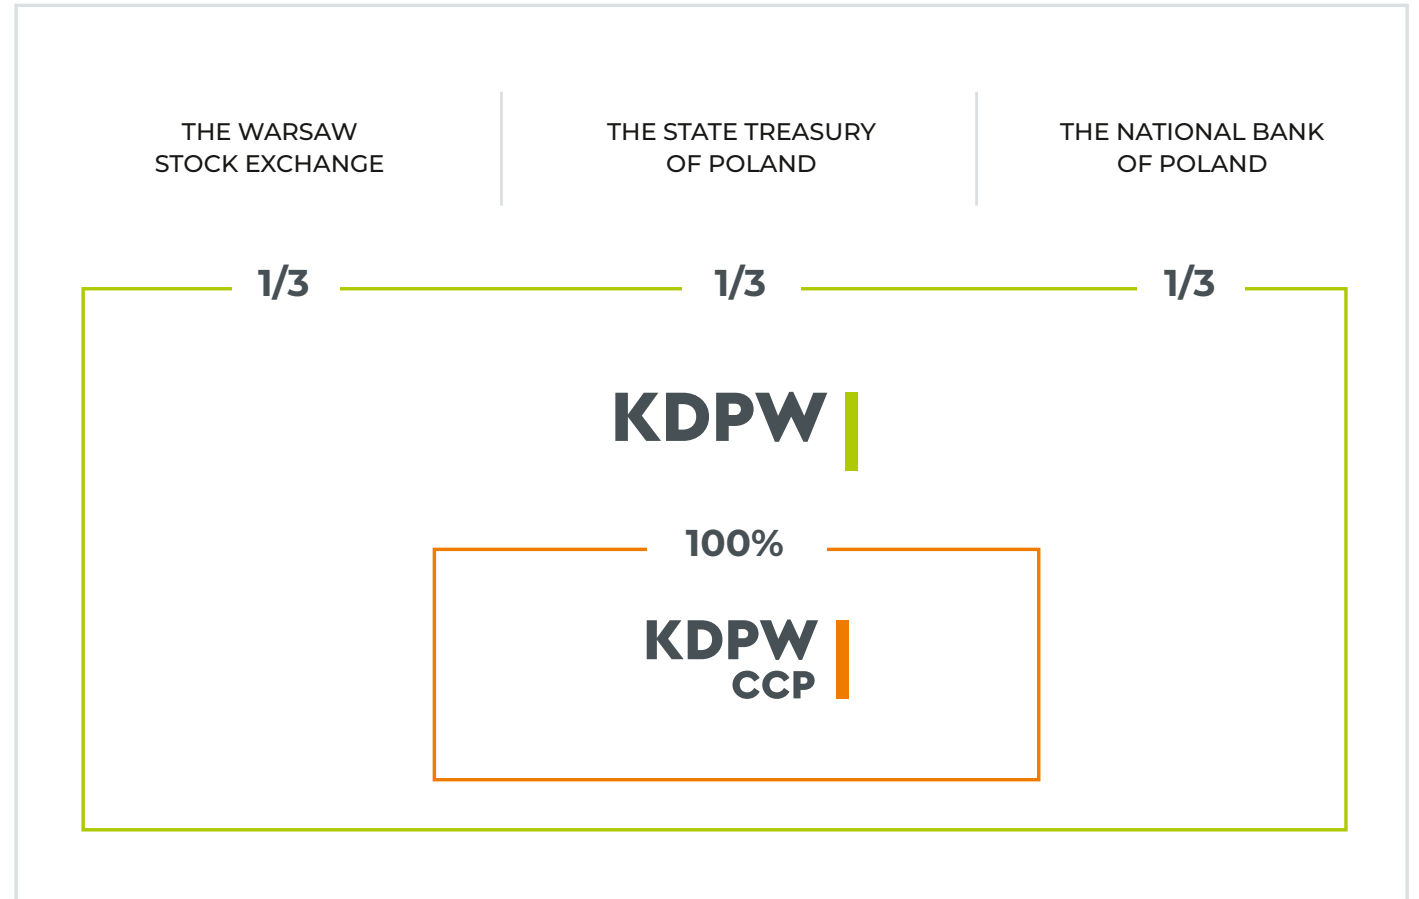 THE WARSAW
STOCK EXCHANGE
THE STATE TREASURY
OF POLAND
THE NATIONAL BANK
OF POLAND
1/3
1/3
1/3
KDPW
100%
KDPW
CCP